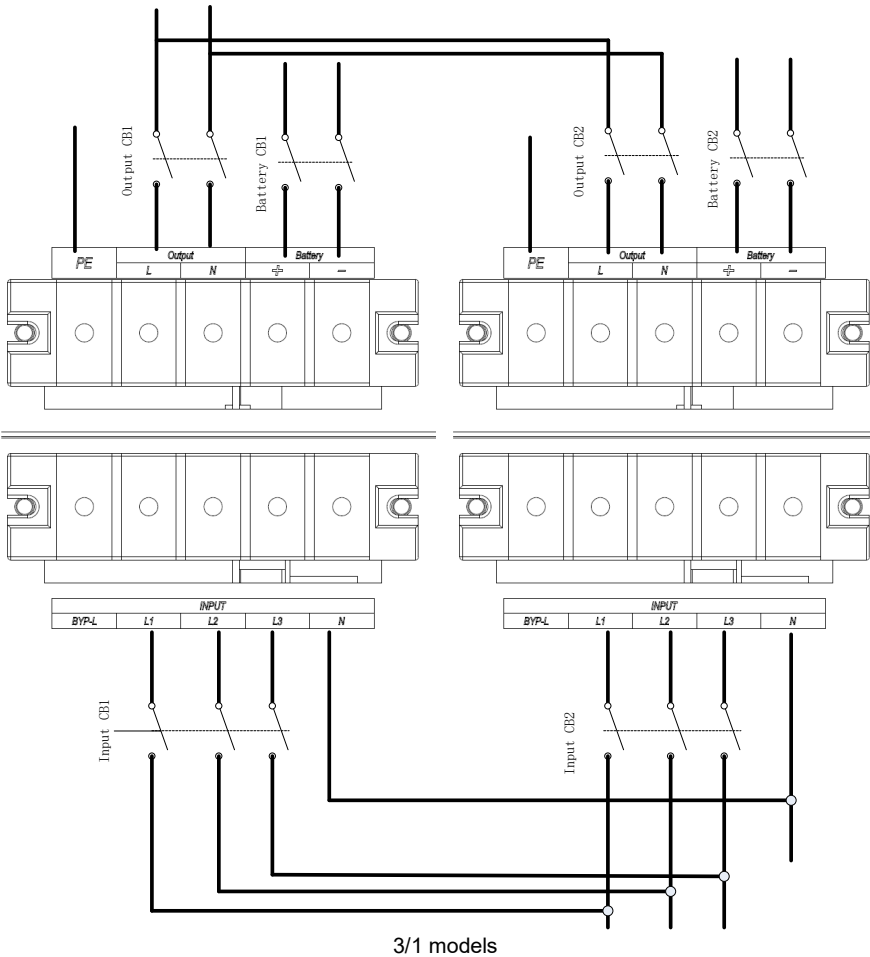 Output CB1
Battery CB1
Output CB2
Battery CB2
PE
Output
Battery
L
N
+
−
PE
Output
Battery
L
N
+
−
INPUT
BYP-L
L1
L2
L3
N
INPUT
BYP-L
L1
L2
L3
N
Input CB1
Input CB2
3/1 models